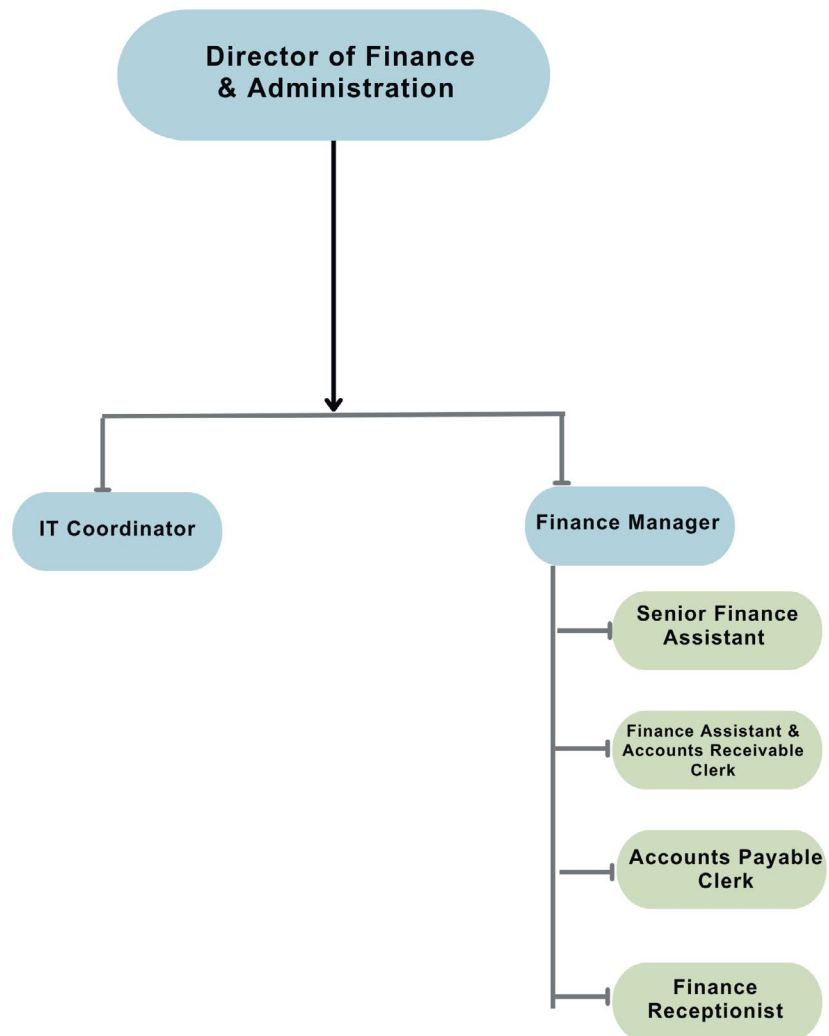 Director of Finance
& Administration
IT Coordinator
Finance Manager
Senior Finance
Assistant
Finance Assistant &
Accounts Receivable
Clerk
Accounts Payable
Clerk
Finance
Receptionist